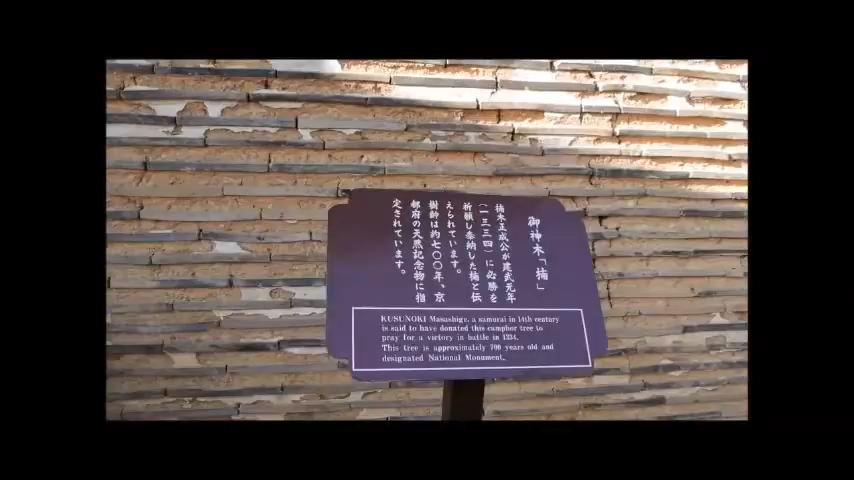 御神木「楠」
楠木正成公が建武元年
(一三三四)に必勝を
祈願し奉納した楠と伝
えられています。
樹齢は約七〇〇年、京
都府の天然記念物に指
定されています。
KUSUNOKI Masashige, a samurai in 14th century
is said to have donated this camphor tree to
pray for a victory in battle in 1334.
This tree is approximately 700 years old and
designated National Monument.